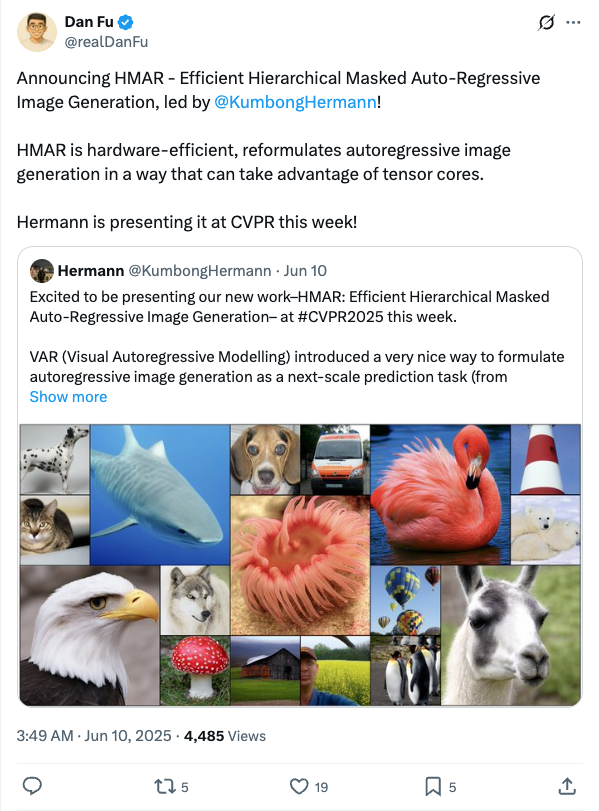 Dan Fu
@realDanFu
Announcing HMAR - Efficient Hierarchical Masked Auto-Regressive
Image Generation, led by @KumbongHermann!
HMAR is hardware-efficient, reformulates autoregressive image
generation in a way that can take advantage of tensor cores.
Hermann is presenting it at CVPR this week!
Hermann @KumbongHermann · Jun 10
Excited to be presenting our new work–HMAR: Efficient Hierarchical Masked
Auto-Regressive Image Generation– at #CVPR2025 this week.
VAR (Visual Autoregressive Modelling) introduced a very nice way to formulate
autoregressive image generation as a next-scale prediction task (from
Show more
3:49 AM · Jun 10, 2025 · 4,485 Views
5
19
5